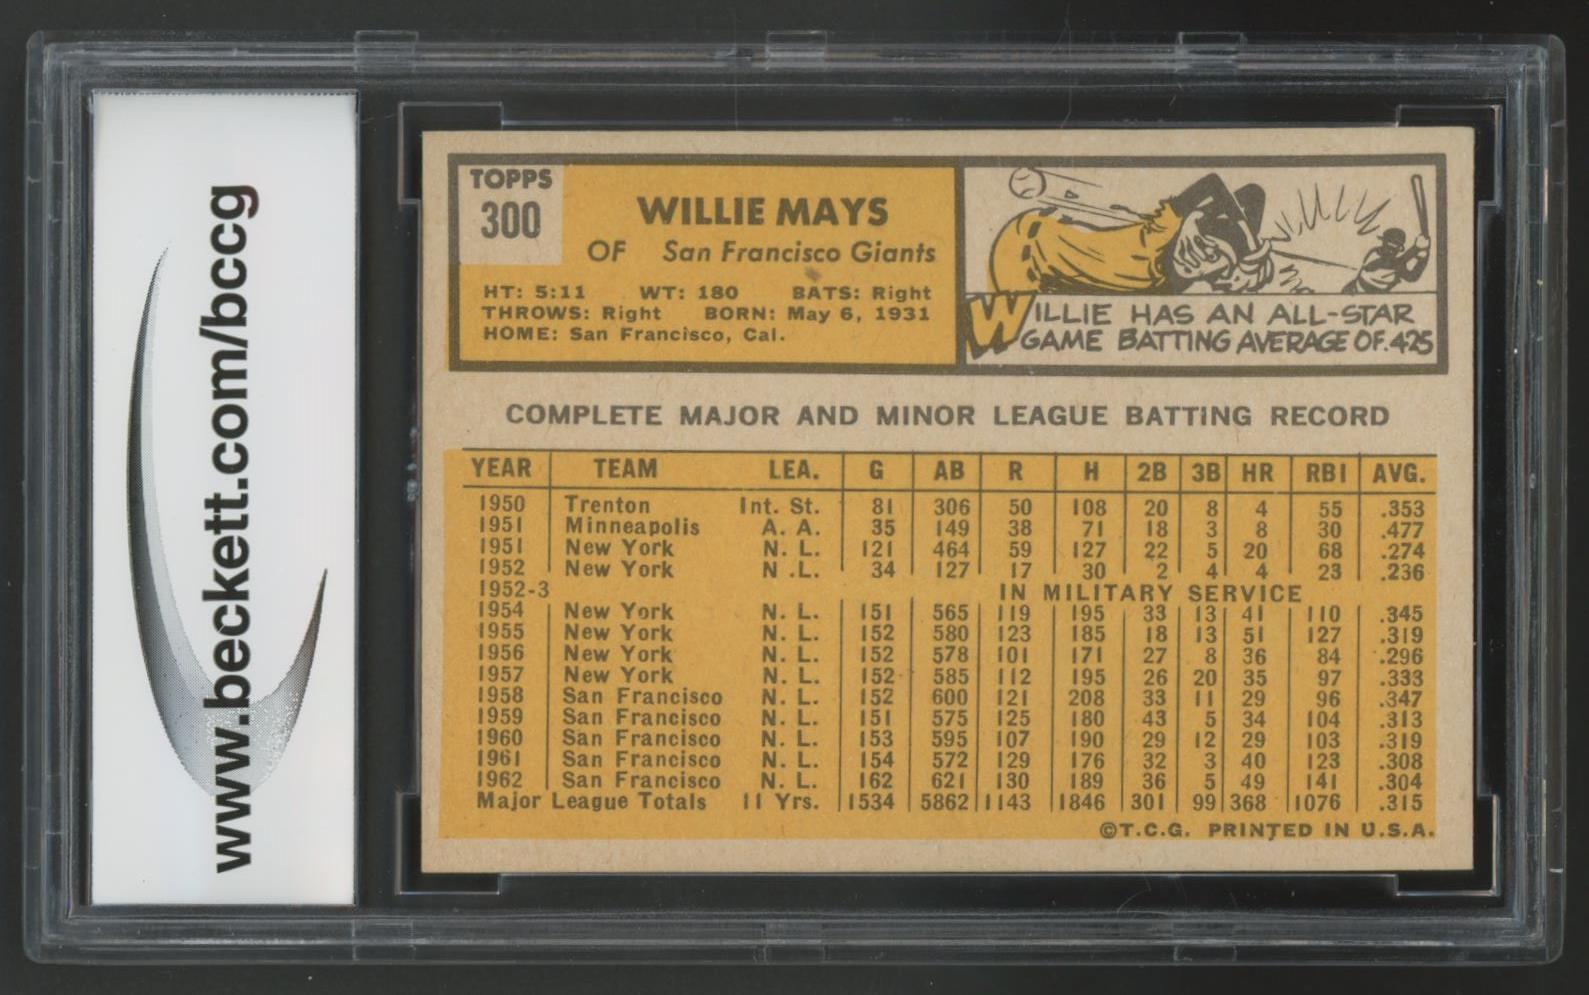 www.beckett.com/bccg
TOPPS
300
WILLIE MAYS
OF San Francisco Giants
HT: 5:11 WT: 180 BATS: Right
THROWS: Right BORN: May 6, 1931
HOME: San Francisco, Cal.
WILLIE HAS AN ALL-STAR
GAME BATTING AVERAGE OF .425
COMPLETE MAJOR AND MINOR LEAGUE BATTING RECORD
YEAR TEAM LEA. G AB R H 2B 3B HR RBI AVG.
1950 Trenton Int. St. 81 306 50 108 20 8 4 55 .353
1951 Minneapolis A. A. 35 149 38 71 18 3 8 30 .477
1951 New York N. L. 121 464 59 127 22 5 20 68 .274
1952 New York N .L. 34 127 17 30 2 4 4 23 .236
1952-3 IN MILITARY SERVICE
1954 New York N. L. 151 565 119 195 33 13 41 110 .345
1955 New York N. L. 152 580 123 185 18 13 51 127 .319
1956 New York N. L. 152 578 101 171 27 8 36 84 .296
1957 New York N. L. 152 585 112 195 26 20 35 97 .333
1958 San Francisco N. L. 152 600 121 208 33 11 29 96 .347
1959 San Francisco N. L. 151 575 125 180 43 5 34 104 .313
1960 San Francisco N. L. 153 595 107 190 29 12 29 103 .319
1961 San Francisco N. L. 154 572 129 176 32 3 40 123 .308
1962 San Francisco N. L. 162 621 130 189 36 5 49 141 .304
Major League Totals 11 Yrs. 1534 5862 1143 1846 301 99 368 1076 .315
©T.C.G. PRINTED IN U.S.A.